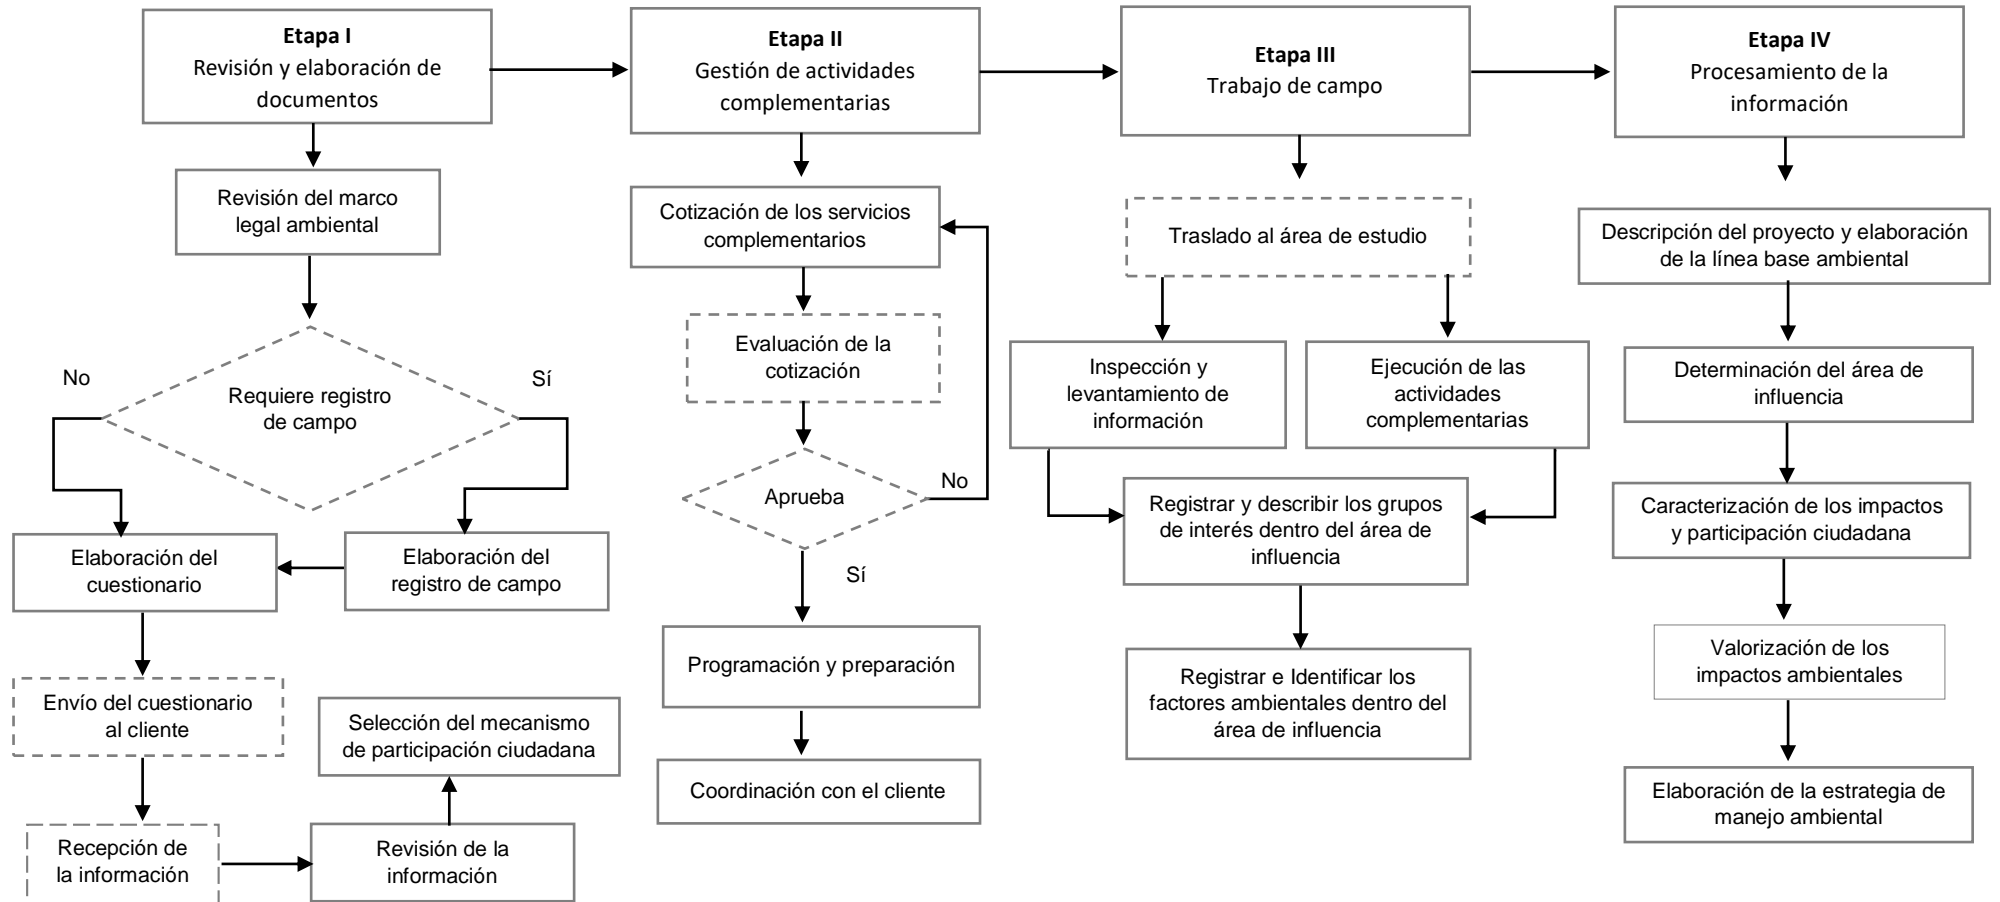 Etapa I
Revisión y elaboración de
documentos
Revisión del marco
legal ambiental
Requiere registro
de campo
No
Sí
Elaboración del
cuestionario
Elaboración del
registro de campo
Envío del cuestionario
al cliente
Recepción de
la información
Revisión de la
información
Selección del mecanismo
de participación ciudadana
Etapa II
Gestión de actividades
complementarias
Cotización de los servicios
complementarios
Evaluación de la
cotización
Aprueba
No
Sí
Programación y preparación
Coordinación con el cliente
Etapa III
Trabajo de campo
Traslado al área de estudio
Inspección y
levantamiento de
información
Ejecución de las
actividades
complementarias
Registrar y describir los grupos
de interés dentro del área de
influencia
Registrar e Identificar los
factores ambientales dentro del
área de influencia
Etapa IV
Procesamiento de la
información
Descripción del proyecto y elaboración
de la línea base ambiental
Determinación del área de
influencia
Caracterización de los impactos
y participación ciudadana
Valorización de los
impactos ambientales
Elaboración de la estrategia de
manejo ambiental